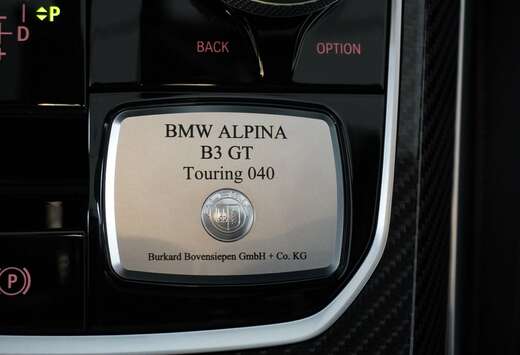 P
D
BACK
OPTION
BMW ALPINA
B3 GT
Touring 040
Burkard Bovensiepen GmbH + Co. KG
P